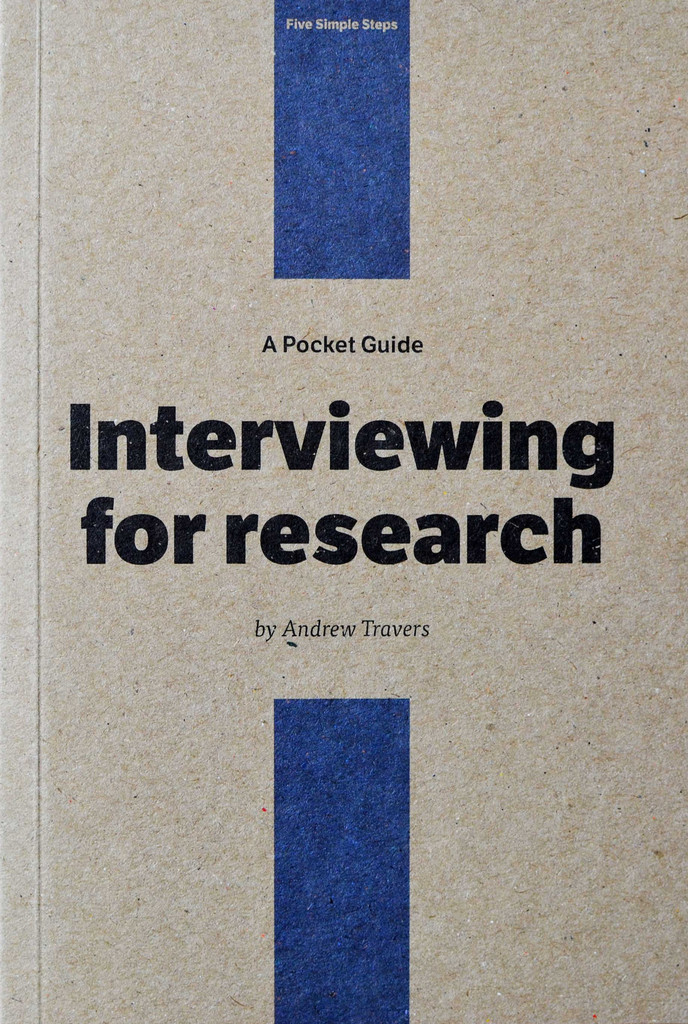 Five Simple Steps
A Pocket Guide
Interviewing
for research
by Andrew Travers